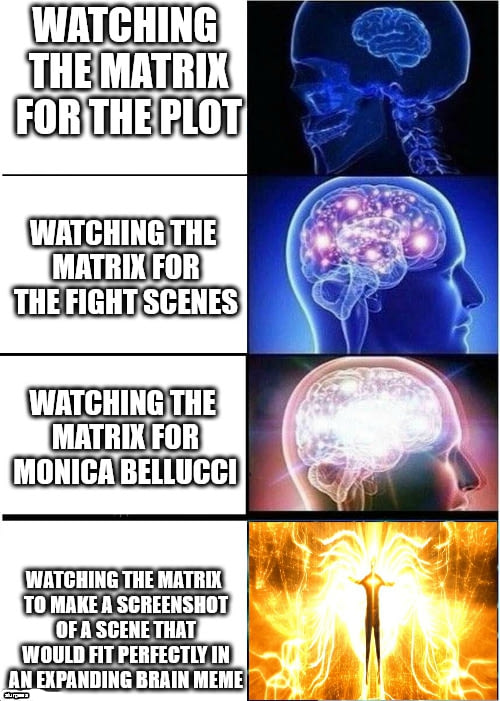 WATCHING
THE MATRIX
FOR THE PLOT
WATCHING THE
MATRIX FOR
THE FIGHT SCENES
WATCHING THE
MATRIX FOR
MONICA BELLUCCI
WATCHING THE MATRIX
TO MAKE A SCREENSHOT
OF A SCENE THAT
WOULD FIT PERFECTLY IN
AN EXPANDING BRAIN MEME